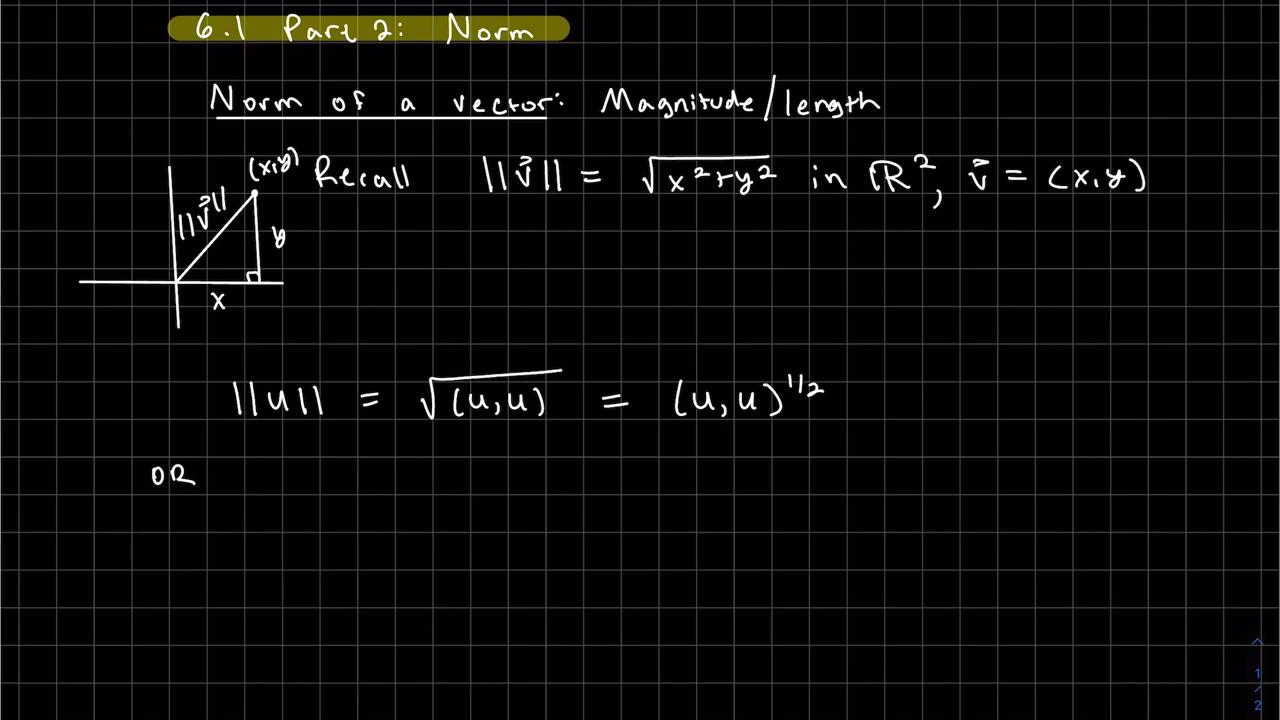 6.1 Part 2: Norm
Norm of a vector: Magnitude/length
(x,y)
Recall ||v⃗|| = √x²+y² in ℝ², v⃗ = (x,y)
||v⃗||
y
x
||u|| = √(u,u) = (u,u)^1/2
OR
1
/
2